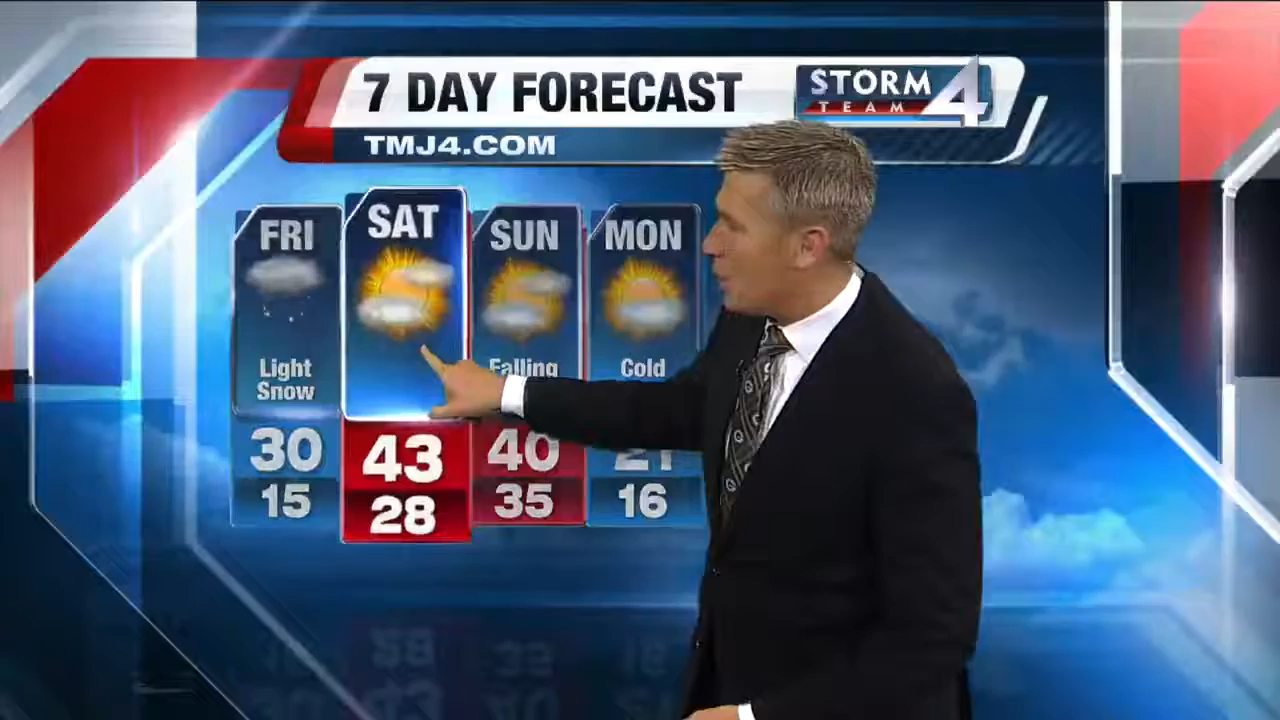 7 DAY FORECAST
STORM
TEAM 4
TMJ4.COM
FRI
SAT
SUN
MON
Light
Snow
Falling
Cold
30
43
40
21
15
28
35
16